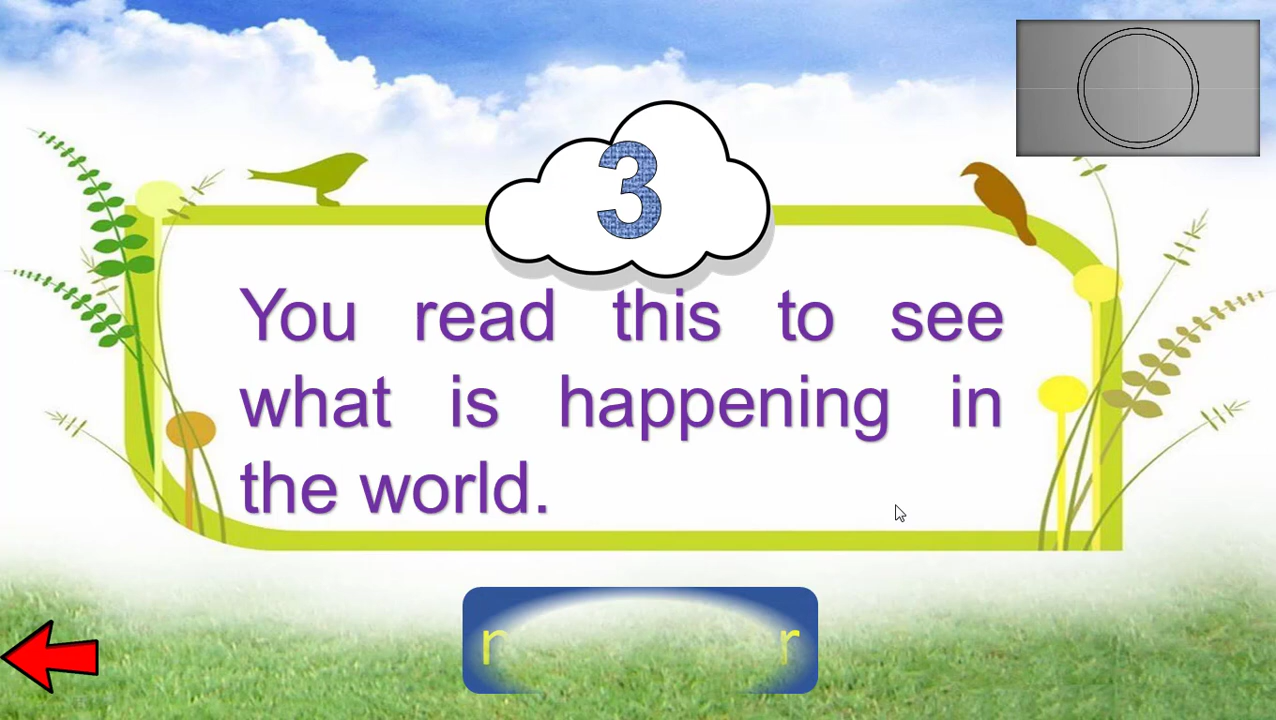 3
You read this to see
what is happening in
the world.
n r